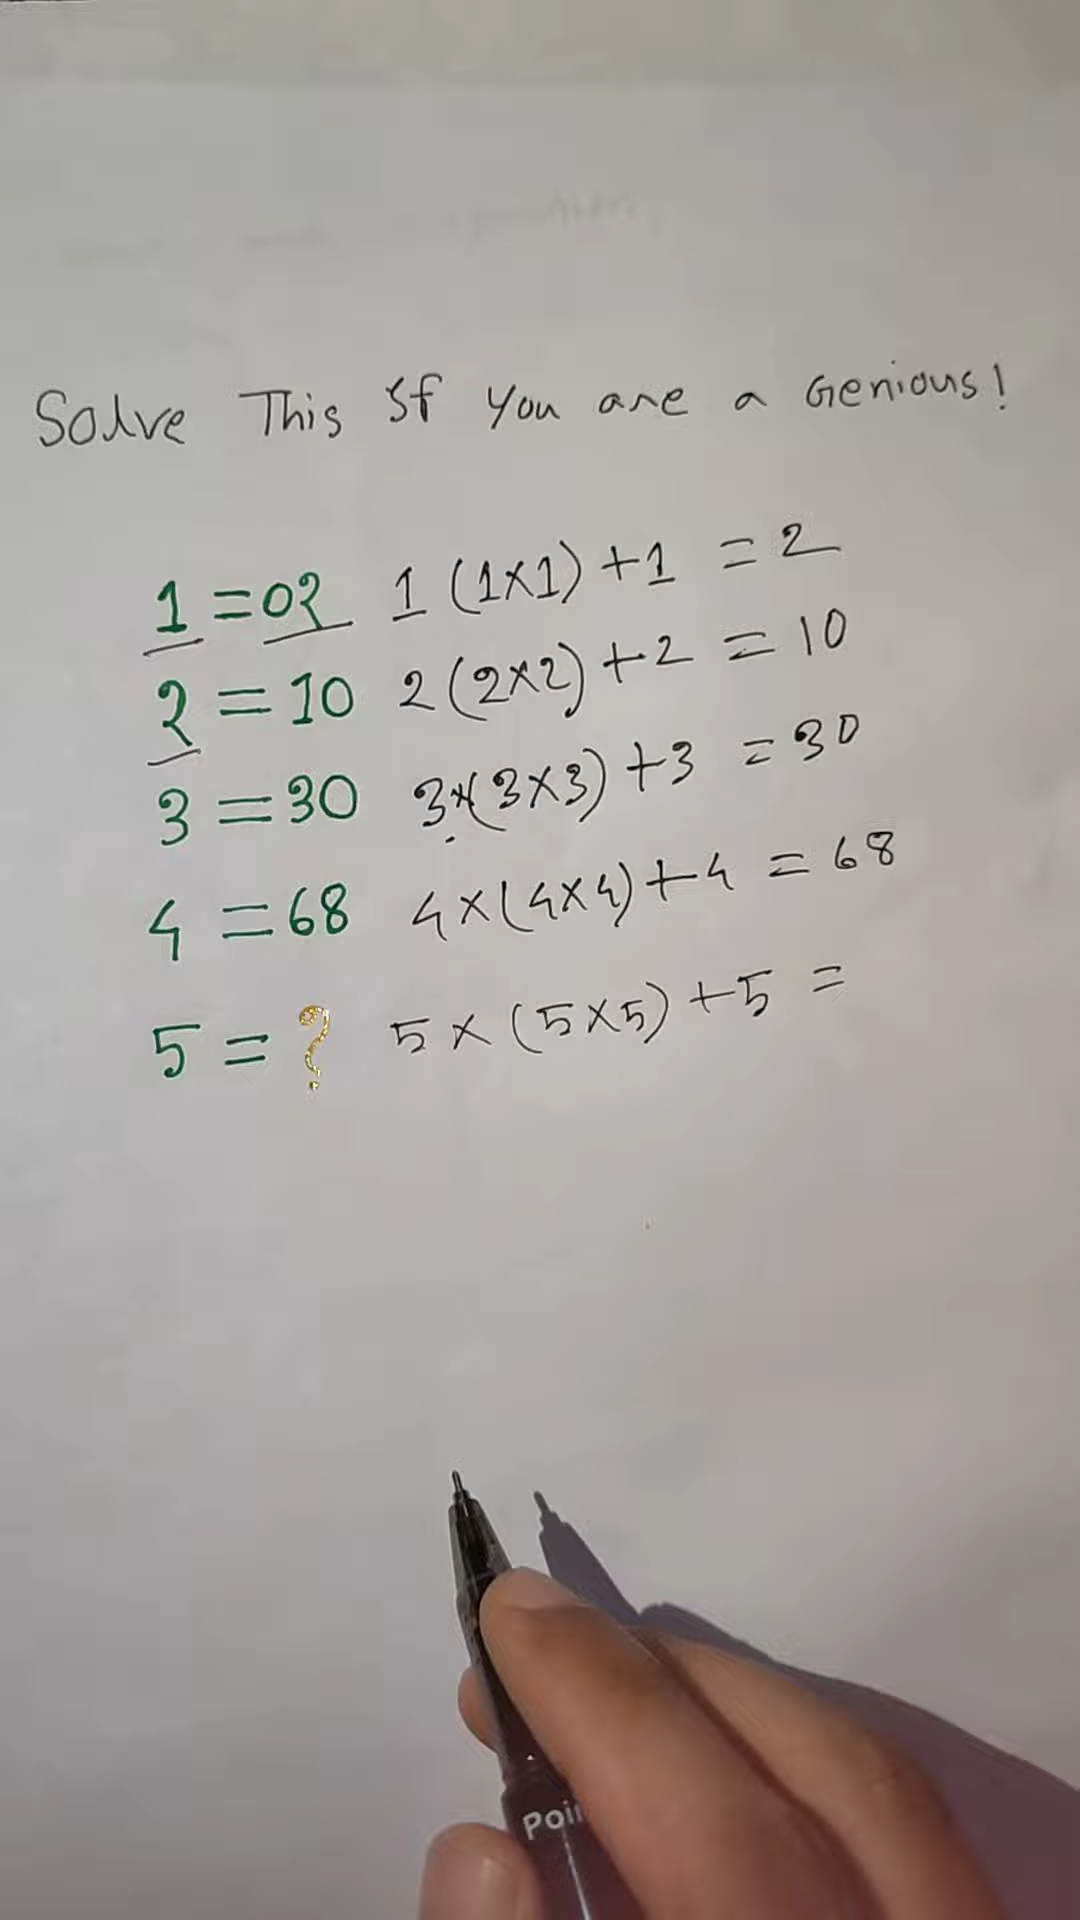 Solve This If You are a Genious!
1 = 02 1 (1×1) + 1 = 2
2 = 10 2 (2×2) + 2 = 10
3 = 30 3×(3×3) + 3 = 30
4 = 68 4×(4×4) + 4 = 68
5 = ? 5×(5×5) + 5 =
Poin